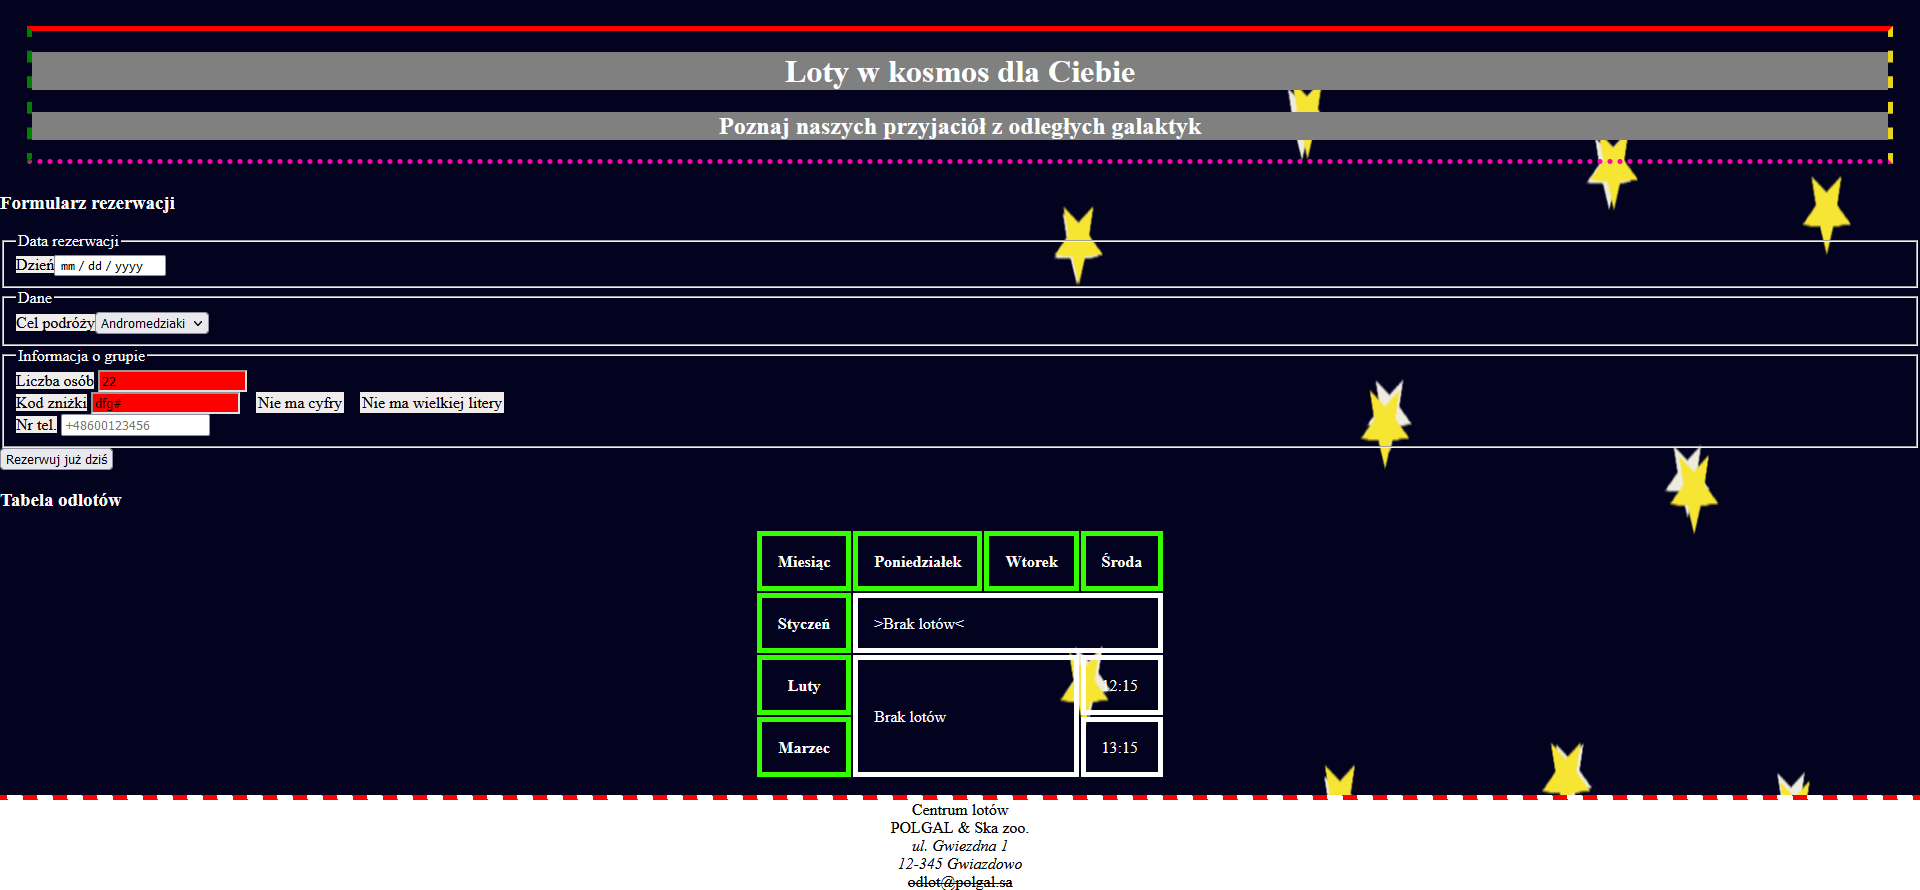 Loty w kosmos dla Ciebie
Poznaj naszych przyjaciół z odległych galaktyk
Formularz rezerwacji
Data rezerwacji
Dzień mm / dd / yyyy
Dane
Cel podróży Andromedziaki
Informacja o grupie
Liczba osób 22
Kod zniżki dfg# Nie ma cyfry Nie ma wielkiej litery
Nr tel. +48600123456
Rezerwuj już dziś
Tabela odlotów
Miesiąc Poniedziałek Wtorek Środa
Styczeń >Brak lotów<
Luty 12:15
Brak lotów
Marzec 13:15
Centrum lotów
POLGAL & Ska zoo.
ul. Gwiezdna 1
12-345 Gwiazdowo
odlot@polgal.sa